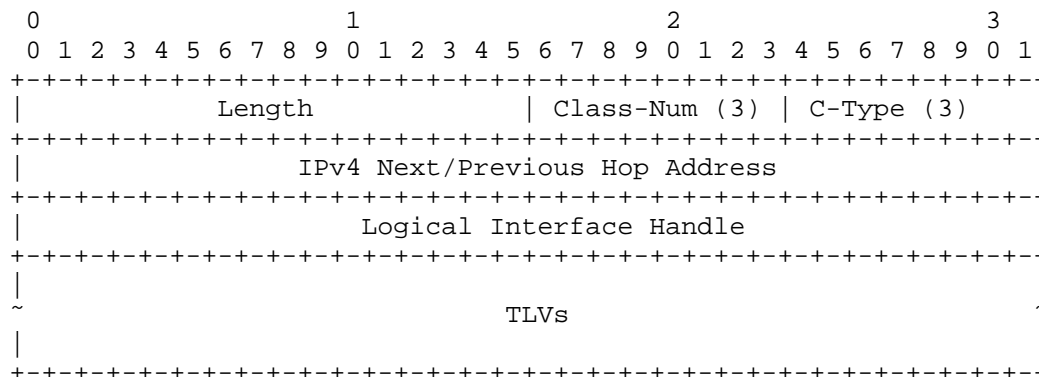 0                   1                   2                   3
 0 1 2 3 4 5 6 7 8 9 0 1 2 3 4 5 6 7 8 9 0 1 2 3 4 5 6 7 8 9 0 1
+-+-+-+-+-+-+-+-+-+-+-+-+-+-+-+-+-+-+-+-+-+-+-+-+-+-+-+-+-+-+-+-
|            Length             | Class-Num (3) | C-Type (3)
+-+-+-+-+-+-+-+-+-+-+-+-+-+-+-+-+-+-+-+-+-+-+-+-+-+-+-+-+-+-+-+-
|                 IPv4 Next/Previous Hop Address
+-+-+-+-+-+-+-+-+-+-+-+-+-+-+-+-+-+-+-+-+-+-+-+-+-+-+-+-+-+-+-+-
|                     Logical Interface Handle
+-+-+-+-+-+-+-+-+-+-+-+-+-+-+-+-+-+-+-+-+-+-+-+-+-+-+-+-+-+-+-+-
|
~                              TLVs                             ~
|
+-+-+-+-+-+-+-+-+-+-+-+-+-+-+-+-+-+-+-+-+-+-+-+-+-+-+-+-+-+-+-+-